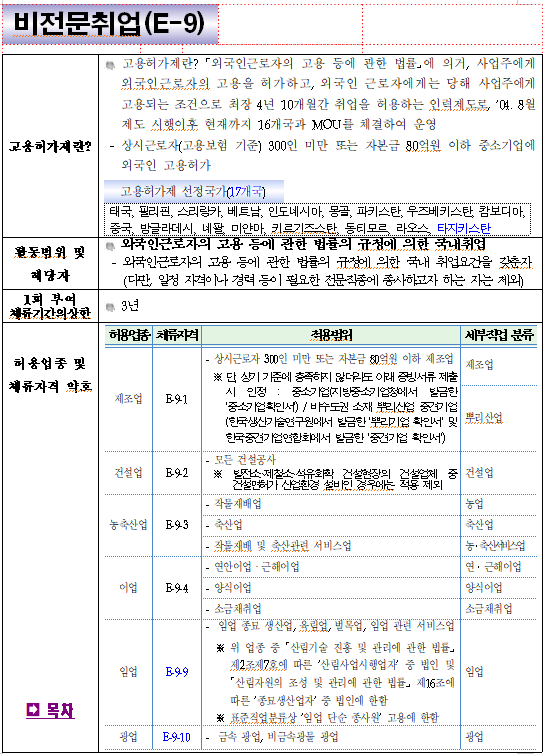 비전문취업(E-9)
고용허가제란?
고용허가제란? 「외국인근로자의 고용 등에 관한 법률」에 의거, 사업주에게
외국인근로자의 고용을 허가하고, 외국인 근로자에게는 당해 사업주에게
고용되는 조건으로 최장 4년 10개월간 취업을 허용하는 인력제도로, '04. 8월
제도 시행이후 현재까지 16개국과 MOU를 체결하여 운영
- 상시근로자(고용보험 기준) 300인 미만 또는 자본금 80억원 이하 중소기업에
외국인 고용허가
고용허가제 선정국가(17개국)
태국, 필리핀, 스리랑카, 베트남, 인도네시아, 몽골, 파키스탄, 우즈베키스탄, 캄보디아,
중국, 방글라데시, 네팔, 미얀마, 키르기즈스탄, 동티모르, 라오스, 타지키스탄
활동범위 및
해당자
외국인근로자의 고용 등에 관한 법률의 규정에 의한 국내취업
- 외국인근로자의 고용 등에 관한 법률의 규정에 의한 국내 취업요건을 갖춘자
(다만, 일정 자격이나 경력 등이 필요한 전문직종에 종사하고자 하는 자는 제외)
1회 부여
체류기간의상한
3년
허용업종 및
체류자격 약호
허용업종 체류자격 적용범위 세부직업 분류
제조업 E-9-1
- 상시근로자 300인 미만 또는 자본금 80억원 이하 제조업
※ 단, 상기 기준에 충족하지 않더라도 아래 증빙서류 제출
시 인정 : 중소기업(지방중소기업청에서 발급한
'중소기업확인서') / 비수도권 소재 뿌리산업 중견기업
(한국생산기술연구원에서 발급한 '뿌리기업 확인서' 및
한국중견기업연합회에서 발급한 '중견기업 확인서')
제조업
뿌리산업
건설업 E-9-2
- 모든 건설공사
※ 발전소·제철소·석유화학 건설현장의 건설업체 중
건설면허가 산업환경 설비인 경우에는 적용 제외
건설업
농축산업 E-9-3
- 작물재배업 농업
- 축산업 축산업
- 작물재배 및 축산관련 서비스업 농·축산서비스업
어업 E-9-4
- 연안어업·근해어업 연·근해어업
- 양식어업 양식어업
- 소금채취업 소금채취업
임업 E-9-9
- 임업 종묘 생산업, 육림업, 벌목업, 임업 관련 서비스업
※ 위 업종 중 「산림기술 진흥 및 관리에 관한 법률」
제2조제7호에 따른 '산림사업시행업자' 중 법인 및
「산림자원의 조성 및 관리에 관한 법률」 제16조에
따른 '종묘생산업자' 중 법인에 한함
※ 표준직업분류상 '임업 단순 종사원' 고용에 한함
임업
광업 E-9-10 - 금속 광업, 비금속광물 광업 광업
목차